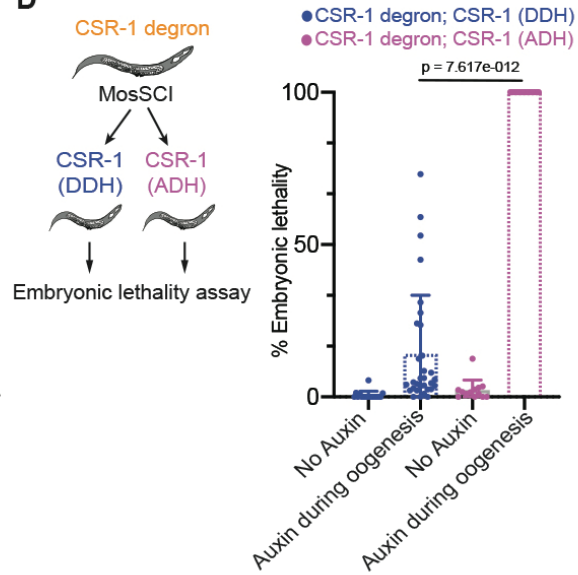 D
CSR-1 degron
MosSCI
CSR-1
(DDH)
CSR-1
(ADH)
Embryonic lethality assay
CSR-1 degron; CSR-1 (DDH)
CSR-1 degron; CSR-1 (ADH)
p = 7.617e-012
% Embryonic lethality
100
50
0
No Auxin
Auxin during oogenesis
No Auxin
Auxin during oogenesis